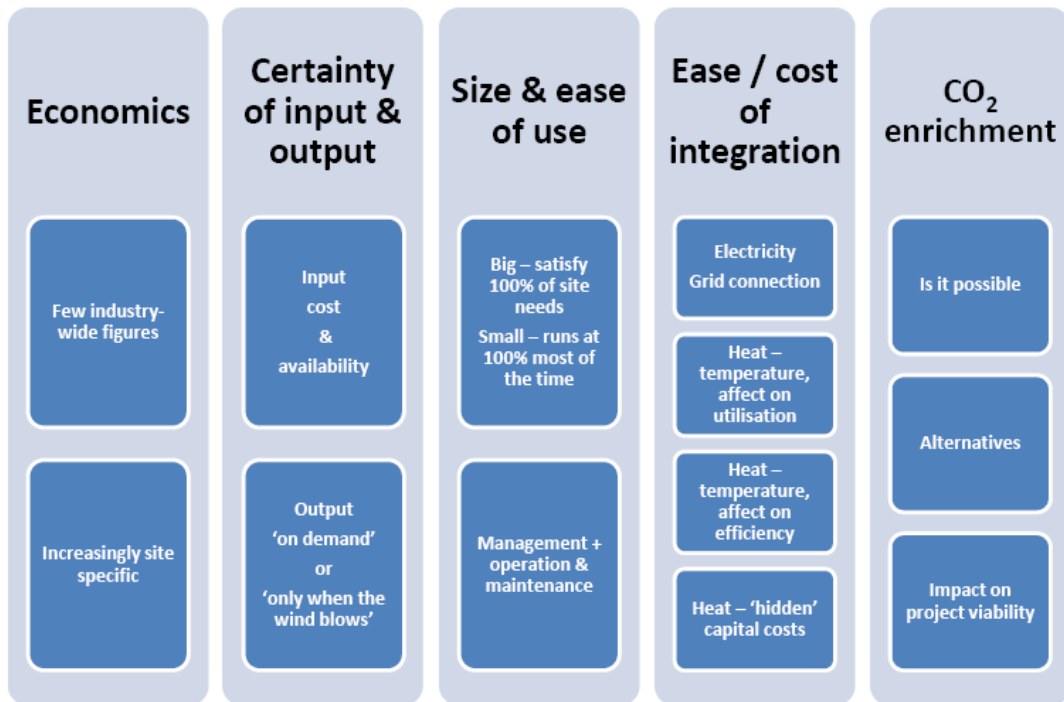 Economics
Few industry-
wide figures
Increasingly site
specific
Certainty
of input &
output
Input
cost
&
availability
Output
‘on demand’
or
‘only when the
wind blows’
Size & ease
of use
Big – satisfy
100% of site
needs
Small – runs at
100% most of
the time
Management +
operation &
maintenance
Ease / cost
of
integration
Electricity
Grid connection
Heat –
temperature,
affect on
utilisation
Heat –
temperature,
affect on
efficiency
Heat – ‘hidden’
capital costs
CO₂
enrichment
Is it possible
Alternatives
Impact on
project viability